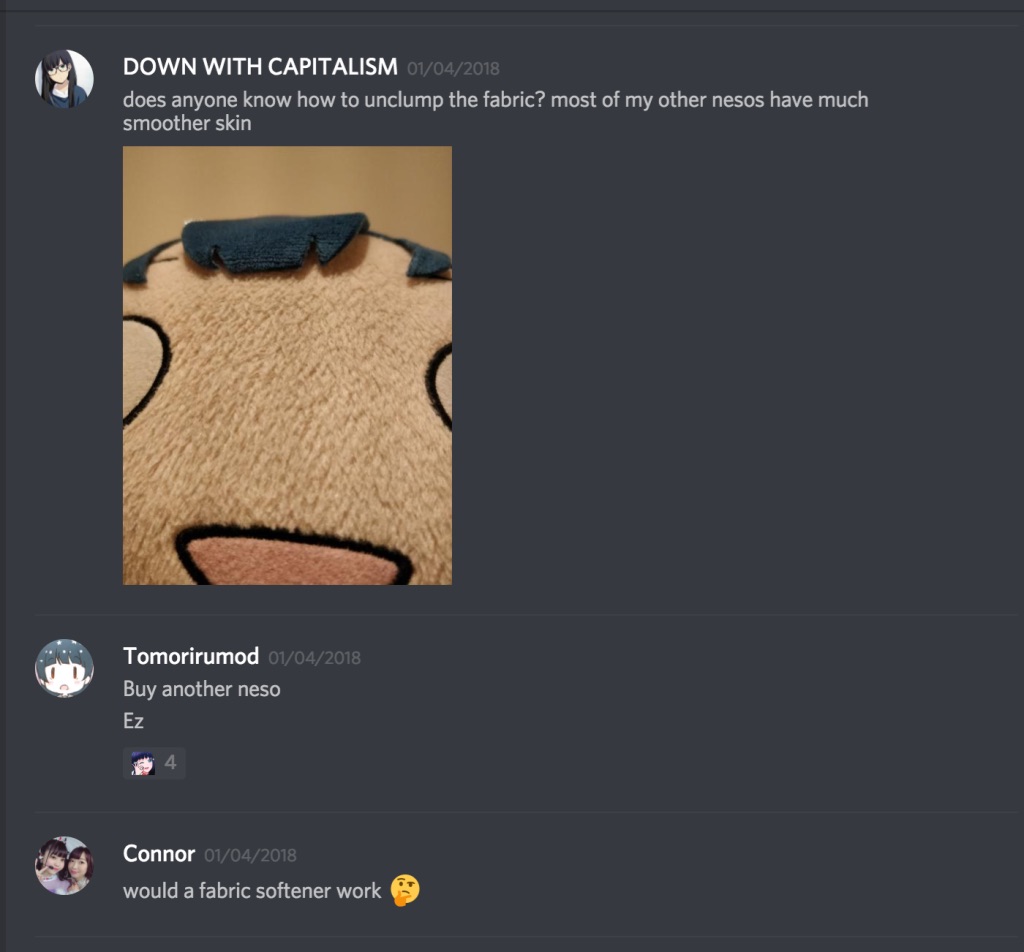 DOWN WITH CAPITALISM 01/04/2018
does anyone know how to unclump the fabric? most of my other nesos have much
smoother skin
Tomorirumod 01/04/2018
Buy another neso
Ez
4
Connor 01/04/2018
would a fabric softener work 🤔